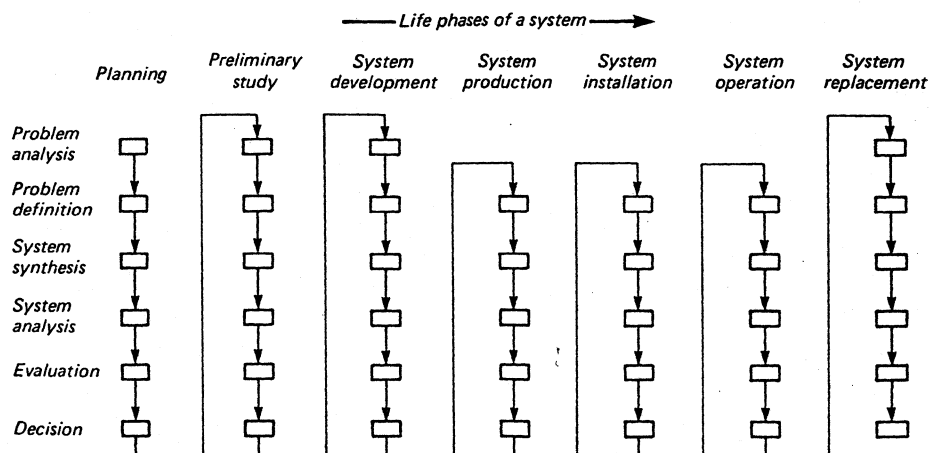 Life phases of a system
Planning
Preliminary
study
System
development
System
production
System
installation
System
operation
System
replacement
Problem
analysis
Problem
definition
System
synthesis
System
analysis
Evaluation
Decision